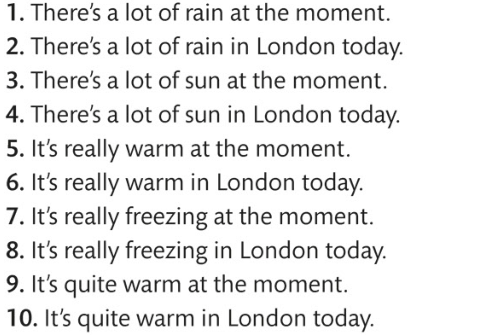 1. There's a lot of rain at the moment.
2. There's a lot of rain in London today.
3. There's a lot of sun at the moment.
4. There's a lot of sun in London today.
5. It's really warm at the moment.
6. It's really warm in London today.
7. It's really freezing at the moment.
8. It's really freezing in London today.
9. It's quite warm at the moment.
10. It's quite warm in London today.